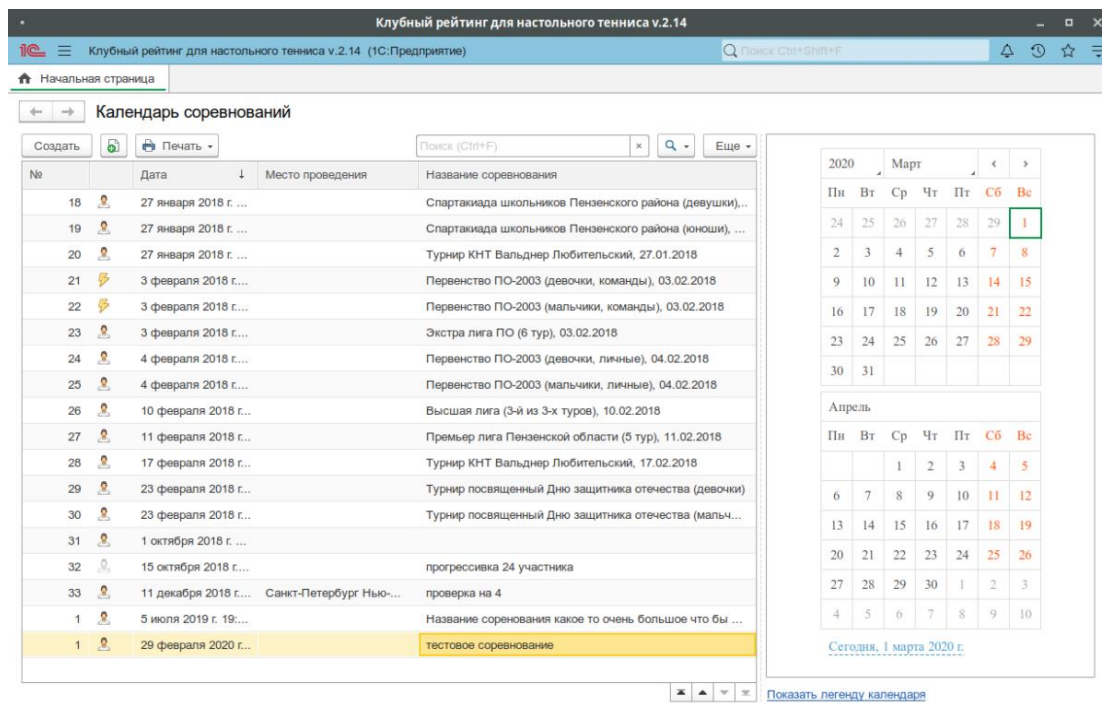 Клубный рейтинг для настольного тенниса v.2.14
1С Клубный рейтинг для настольного тенниса v.2.14 (1С:Предприятие) Поиск Ctrl+Shift+F
Начальная страница
Календарь соревнований
Создать Печать Поиск (Ctrl+F) × Еще
№ Дата ↓ Место проведения Название соревнования
18 27 января 2018 г. ... Спартакиада школьников Пензенского района (девушки),...
19 27 января 2018 г. ... Спартакиада школьников Пензенского района (юноши), ...
20 27 января 2018 г. ... Турнир КНТ Вальднер Любительский, 27.01.2018
21 3 февраля 2018 г.... Первенство ПО-2003 (девочки, команды), 03.02.2018
22 3 февраля 2018 г.... Первенство ПО-2003 (мальчики, команды), 03.02.2018
23 3 февраля 2018 г.... Экстра лига ПО (6 тур), 03.02.2018
24 4 февраля 2018 г.... Первенство ПО-2003 (девочки, личные), 04.02.2018
25 4 февраля 2018 г.... Первенство ПО-2003 (мальчики, личные), 04.02.2018
26 10 февраля 2018 г... Высшая лига (3-й из 3-х туров), 10.02.2018
27 11 февраля 2018 г... Премьер лига Пензенской области (5 тур), 11.02.2018
28 17 февраля 2018 г... Турнир КНТ Вальднер Любительский, 17.02.2018
29 23 февраля 2018 г... Турнир посвященный Дню защитника отечества (девочки)
30 23 февраля 2018 г... Турнир посвященный Дню защитника отечества (мальч...
31 1 октября 2018 г. ...
32 15 октября 2018 г.... прогрессивка 24 участника
33 11 декабря 2018 г.... Санкт-Петербург Нью-... проверка на 4
1 5 июля 2019 г. 19:... Название соренования какое то очень большое что бы ...
1 29 февраля 2020 г... тестовое соревнование
2020 Март
Пн Вт Ср Чт Пт Сб Вс
24 25 26 27 28 29 1
2 3 4 5 6 7 8
9 10 11 12 13 14 15
16 17 18 19 20 21 22
23 24 25 26 27 28 29
30 31
Апрель
Пн Вт Ср Чт Пт Сб Вс
1 2 3 4 5
6 7 8 9 10 11 12
13 14 15 16 17 18 19
20 21 22 23 24 25 26
27 28 29 30 1 2 3
4 5 6 7 8 9 10
Сегодня, 1 марта 2020 г.
Показать легенду календаря